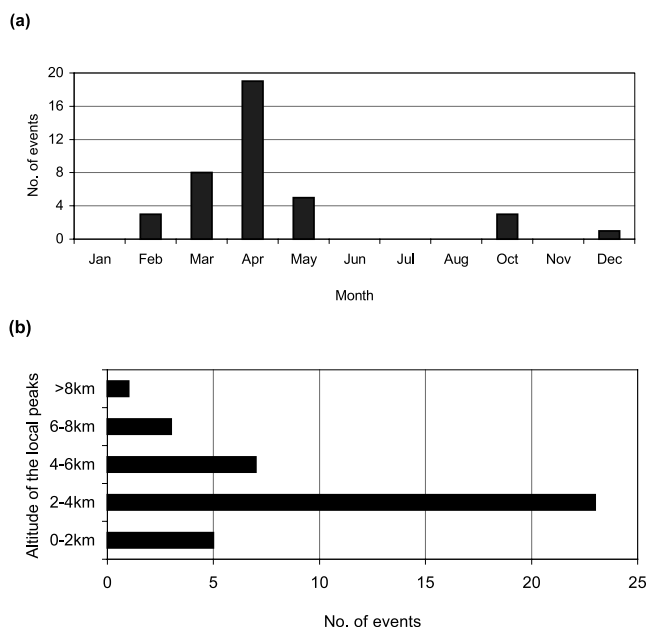 (a)
No. of events
20
16
12
8
4
0
Jan Feb Mar Apr May Jun Jul Aug Oct Nov Dec
Month
(b)
Altitude of the local peaks
>8km
6-8km
4-6km
2-4km
0-2km
0 5 10 15 20 25
No. of events